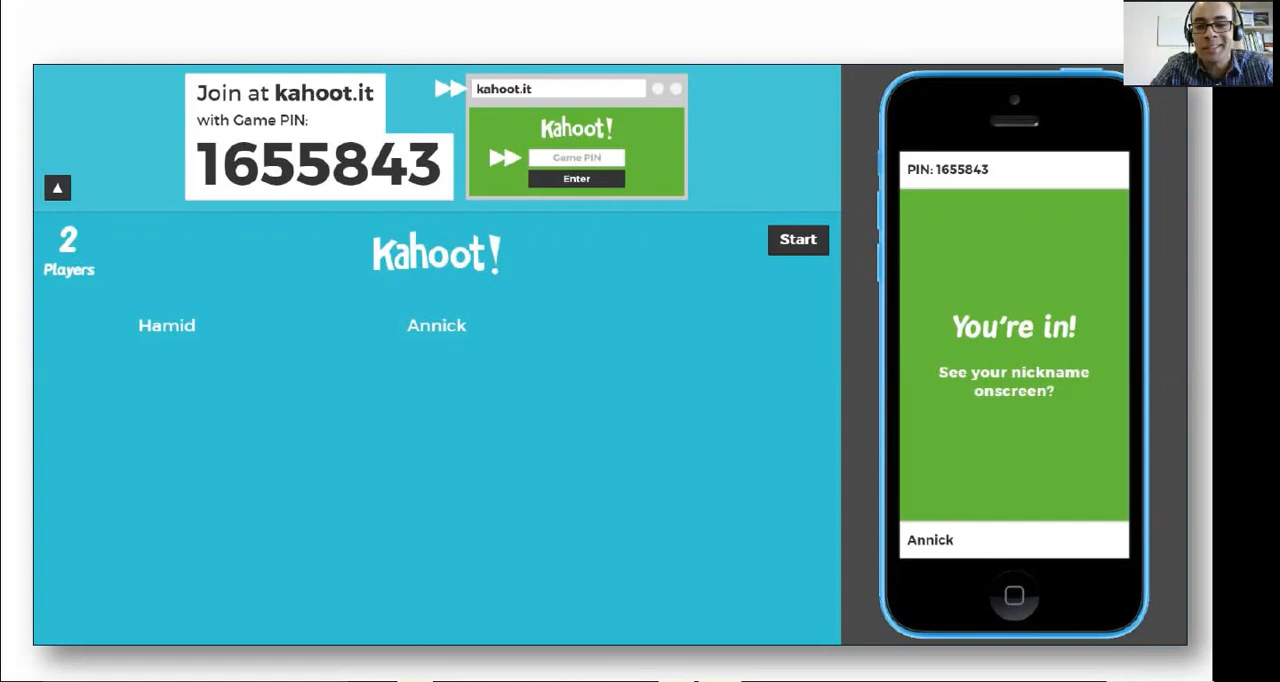 Join at kahoot.it
with Game PIN:
1655843
kahoot.it
Kahoot!
Game PIN
Enter
2
Players
Kahoot!
Start
Hamid
Annick
PIN: 1655843
You're in!
See your nickname
onscreen?
Annick